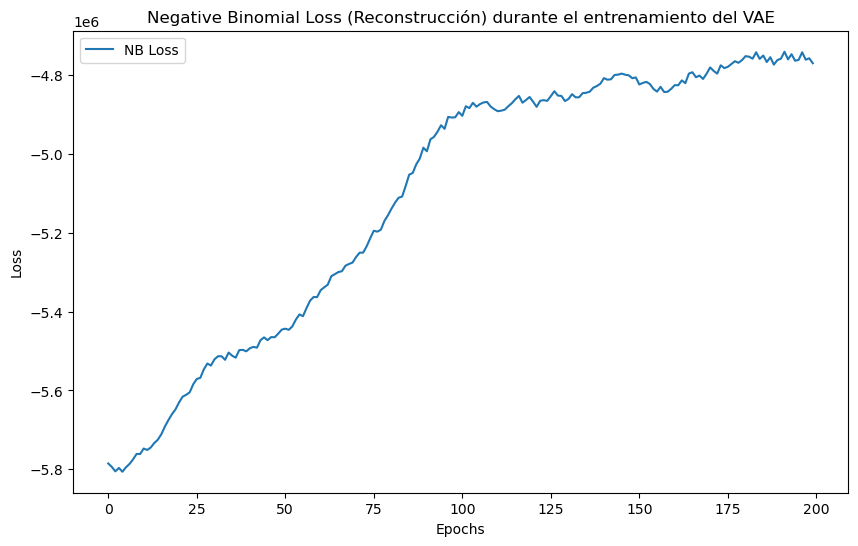 Negative Binomial Loss (Reconstrucción) durante el entrenamiento del VAE
1e6
NB Loss
−4.8
−5.0
−5.2
−5.4
−5.6
−5.8
Loss
0 25 50 75 100 125 150 175 200
Epochs